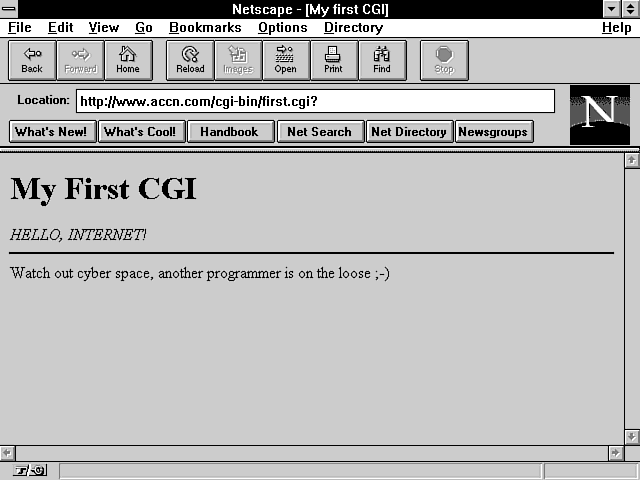 Netscape - [My first CGI]
File Edit View Go Bookmarks Options Directory Help
Back Forward Home Reload Images Open Print Find Stop
Location: http://www.accn.com/cgi-bin/first.cgi?
N
What's New! What's Cool! Handbook Net Search Net Directory Newsgroups
My First CGI
HELLO, INTERNET!
Watch out cyber space, another programmer is on the loose ;-)